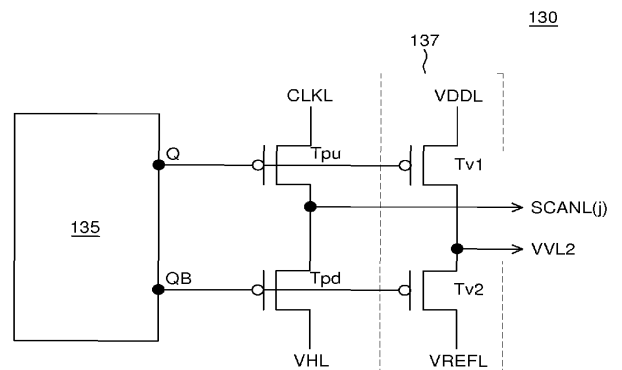 130
137
CLKL
VDDL
Q
Tpu
Tv1
SCANL(j)
135
VVL2
QB
Tpd
Tv2
VHL
VREFL